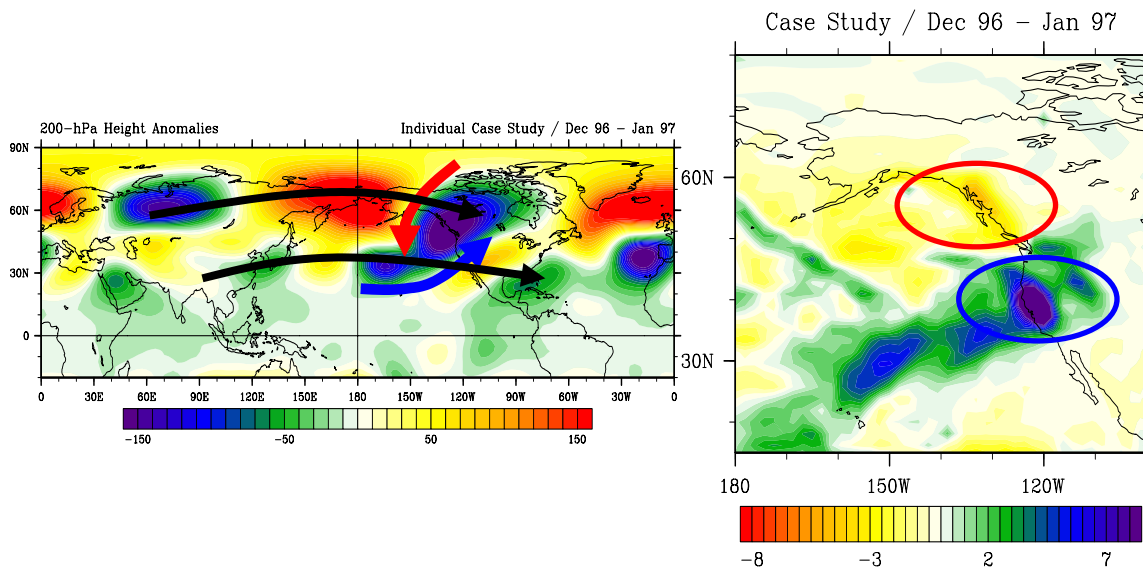 Case Study / Dec 96 − Jan 97
200−hPa Height Anomalies
Individual Case Study / Dec 96 − Jan 97
90N
60N
30N
0
30S
0 30E 60E 90E 120E 150E 180 150W 120W 90W 60W 30W 0
−150 −50 50 150
60N
30N
180 150W 120W
−8 −3 2 7